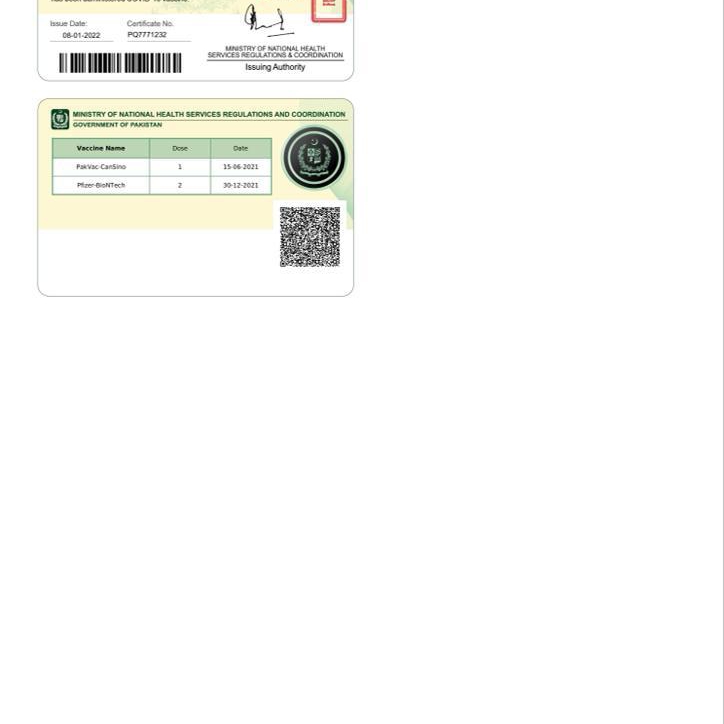 Issue Date:
08-01-2022
Certificate No.
PQ7771232
MINISTRY OF NATIONAL HEALTH
SERVICES REGULATIONS & COORDINATION
Issuing Authority
MINISTRY OF NATIONAL HEALTH SERVICES REGULATIONS AND COORDINATION
GOVERNMENT OF PAKISTAN
Vaccine Name Dose Date
PakVac-CanSino 1 15-06-2021
Pfizer-BioNTech 2 30-12-2021